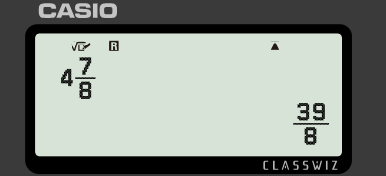 CASIO
√ R ▲
4 7/8
39/8
CLASSWIZ